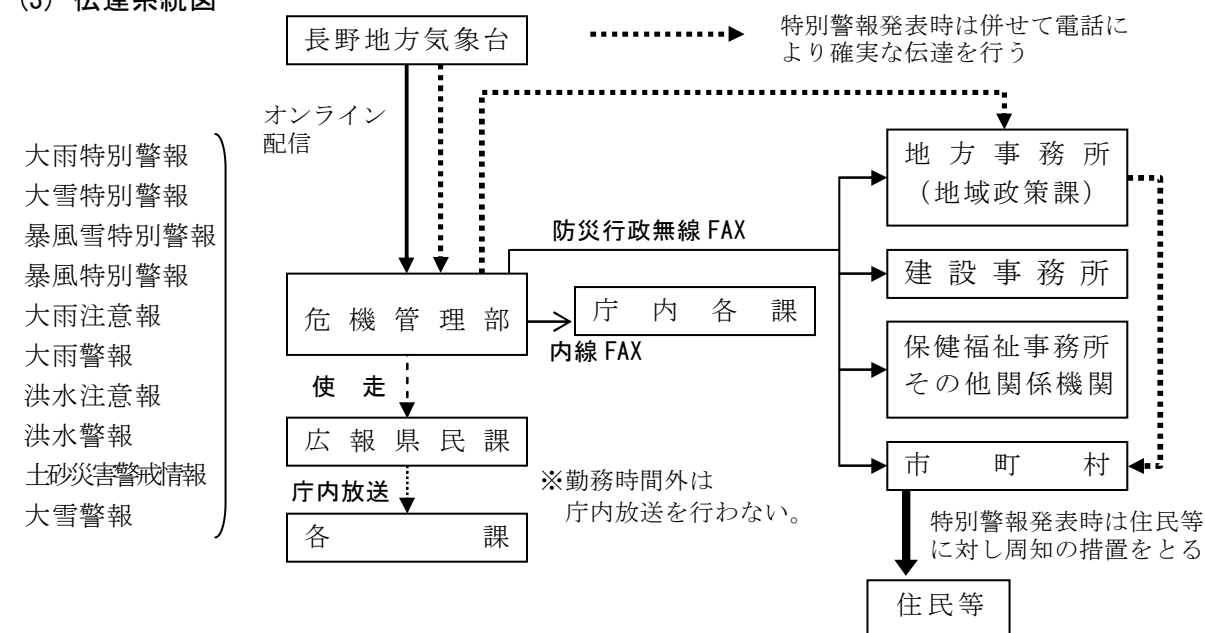 (3) 伝達系統図
長野地方気象台
特別警報発表時は併せて電話に
より確実な伝達を行う
オンライン
配信
大雨特別警報
大雪特別警報
暴風雪特別警報
暴風特別警報
大雨注意報
大雨警報
洪水注意報
洪水警報
土砂災害警戒情報
大雪警報
地方事務所
(地域政策課)
防災行政無線 FAX
建設事務所
危機管理部
庁内各課
内線 FAX
保健福祉事務所
その他関係機関
使走
広報県民課
市町村
庁内放送
※勤務時間外は
庁内放送を行わない。
各課
特別警報発表時は住民等
に対し周知の措置をとる
住民等